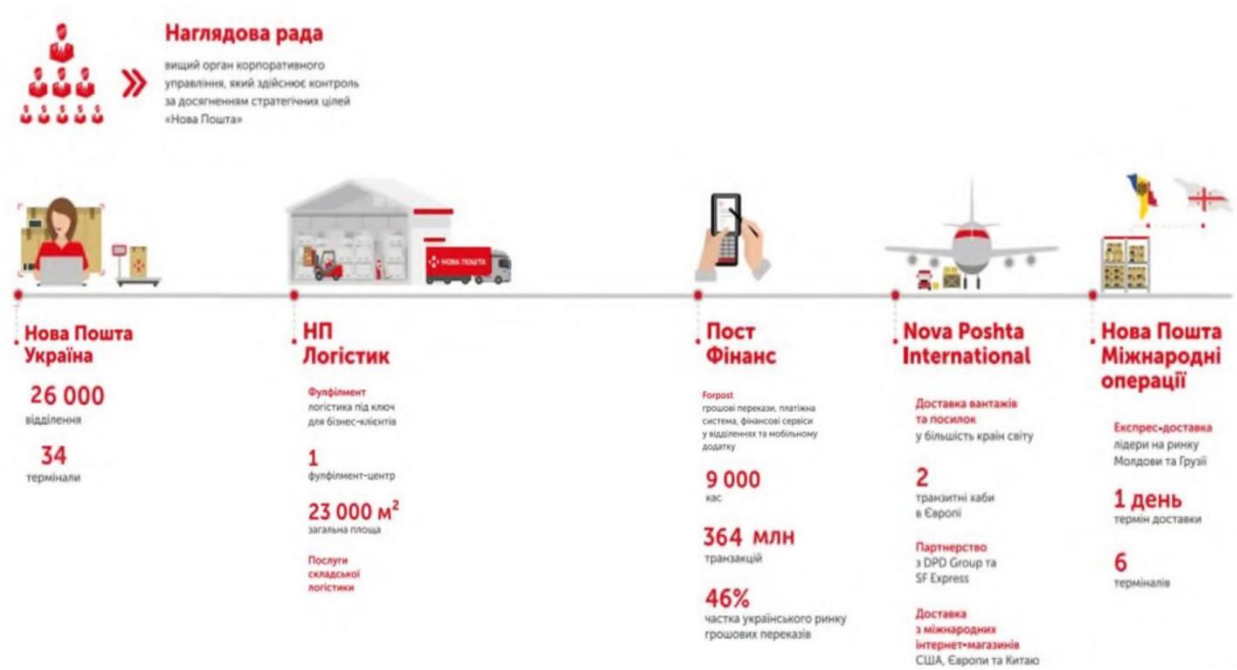 Наглядова рада
вищий орган корпоративного
управління, який здійснює контроль
за досягненням стратегічних цілей
«Нова Пошта»
НОВА ПОШТА
Нова Пошта
Україна
26 000
відділення
34
термінали
НП
Логістик
Фулфілмент
логістика під ключ
для бізнес-клієнтів
1
фулфілмент-центр
23 000 м²
загальна площа
Послуги
складської
логістики
Пост
Фінанс
Forpost
грошові перекази, платіжна
система, фінансові сервіси
у відділеннях та мобільному
додатку
9 000
кас
364 млн
транзакцій
46%
частка українського ринку
грошових переказів
Nova Poshta
International
Доставка вантажів
та посилок
у більшість країн світу
2
транзитні хаби
в Європі
Партнерство
з DPD Group та
SF Express
Доставка
з міжнародних
інтернет-магазинів
США, Європи та Китаю
Нова Пошта
Міжнародні
операції
Експрес-доставка
лідери на ринку
Молдови та Грузії
1 день
термін доставки
6
терміналів